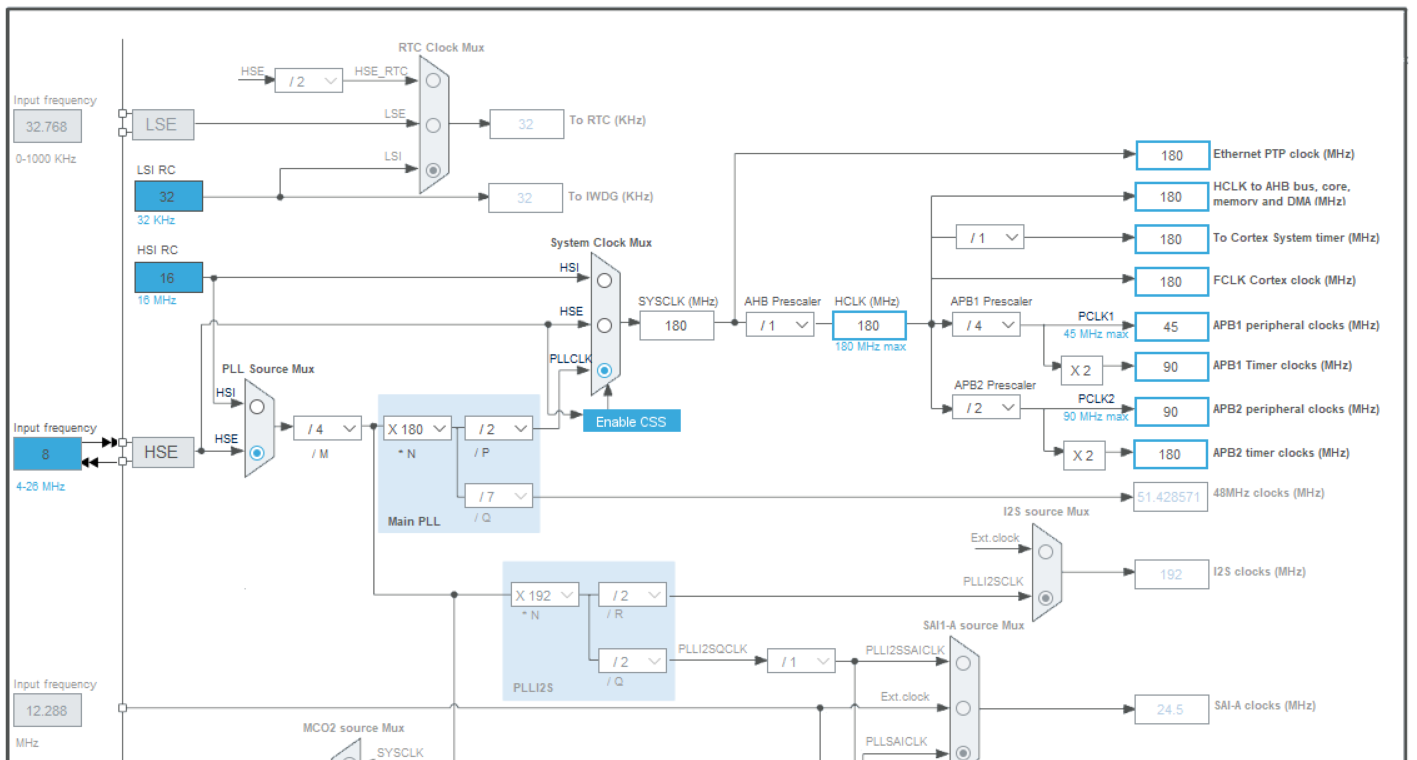 RTC Clock Mux
HSE
/ 2
HSE_RTC
Input frequency
32.768
0-1000 KHz
LSE
LSE
32
To RTC (KHz)
LSI
LSI RC
32
32 KHz
32
To IWDG (KHz)
180
Ethernet PTP clock (MHz)
180
HCLK to AHB bus, core,
memory and DMA (MHz)
/ 1
180
To Cortex System timer (MHz)
180
FCLK Cortex clock (MHz)
HSI RC
16
16 MHz
System Clock Mux
HSI
HSE
PLLCLK
SYSCLK (MHz)
180
AHB Prescaler
/ 1
HCLK (MHz)
180
180 MHz max
APB1 Prescaler
/ 4
PCLK1
45 MHz max
45
APB1 peripheral clocks (MHz)
X 2
90
APB1 Timer clocks (MHz)
APB2 Prescaler
/ 2
PCLK2
90 MHz max
90
APB2 peripheral clocks (MHz)
X 2
180
APB2 timer clocks (MHz)
Enable CSS
PLL Source Mux
HSI
HSE
Input frequency
8
4-26 MHz
HSE
/ 4
/ M
X 180
* N
/ 2
/ P
/ 7
/ Q
Main PLL
51.428571
48MHz clocks (MHz)
I2S source Mux
Ext.clock
PLLI2SCLK
192
I2S clocks (MHz)
X 192
* N
/ 2
/ R
/ 2
/ Q
PLLI2S
PLLI2SQCLK
/ 1
SAI1-A source Mux
PLLI2SSAICLK
Ext.clock
PLLSAICLK
24.5
SAI-A clocks (MHz)
Input frequency
12.288
MHz
MCO2 source Mux
SYSCLK